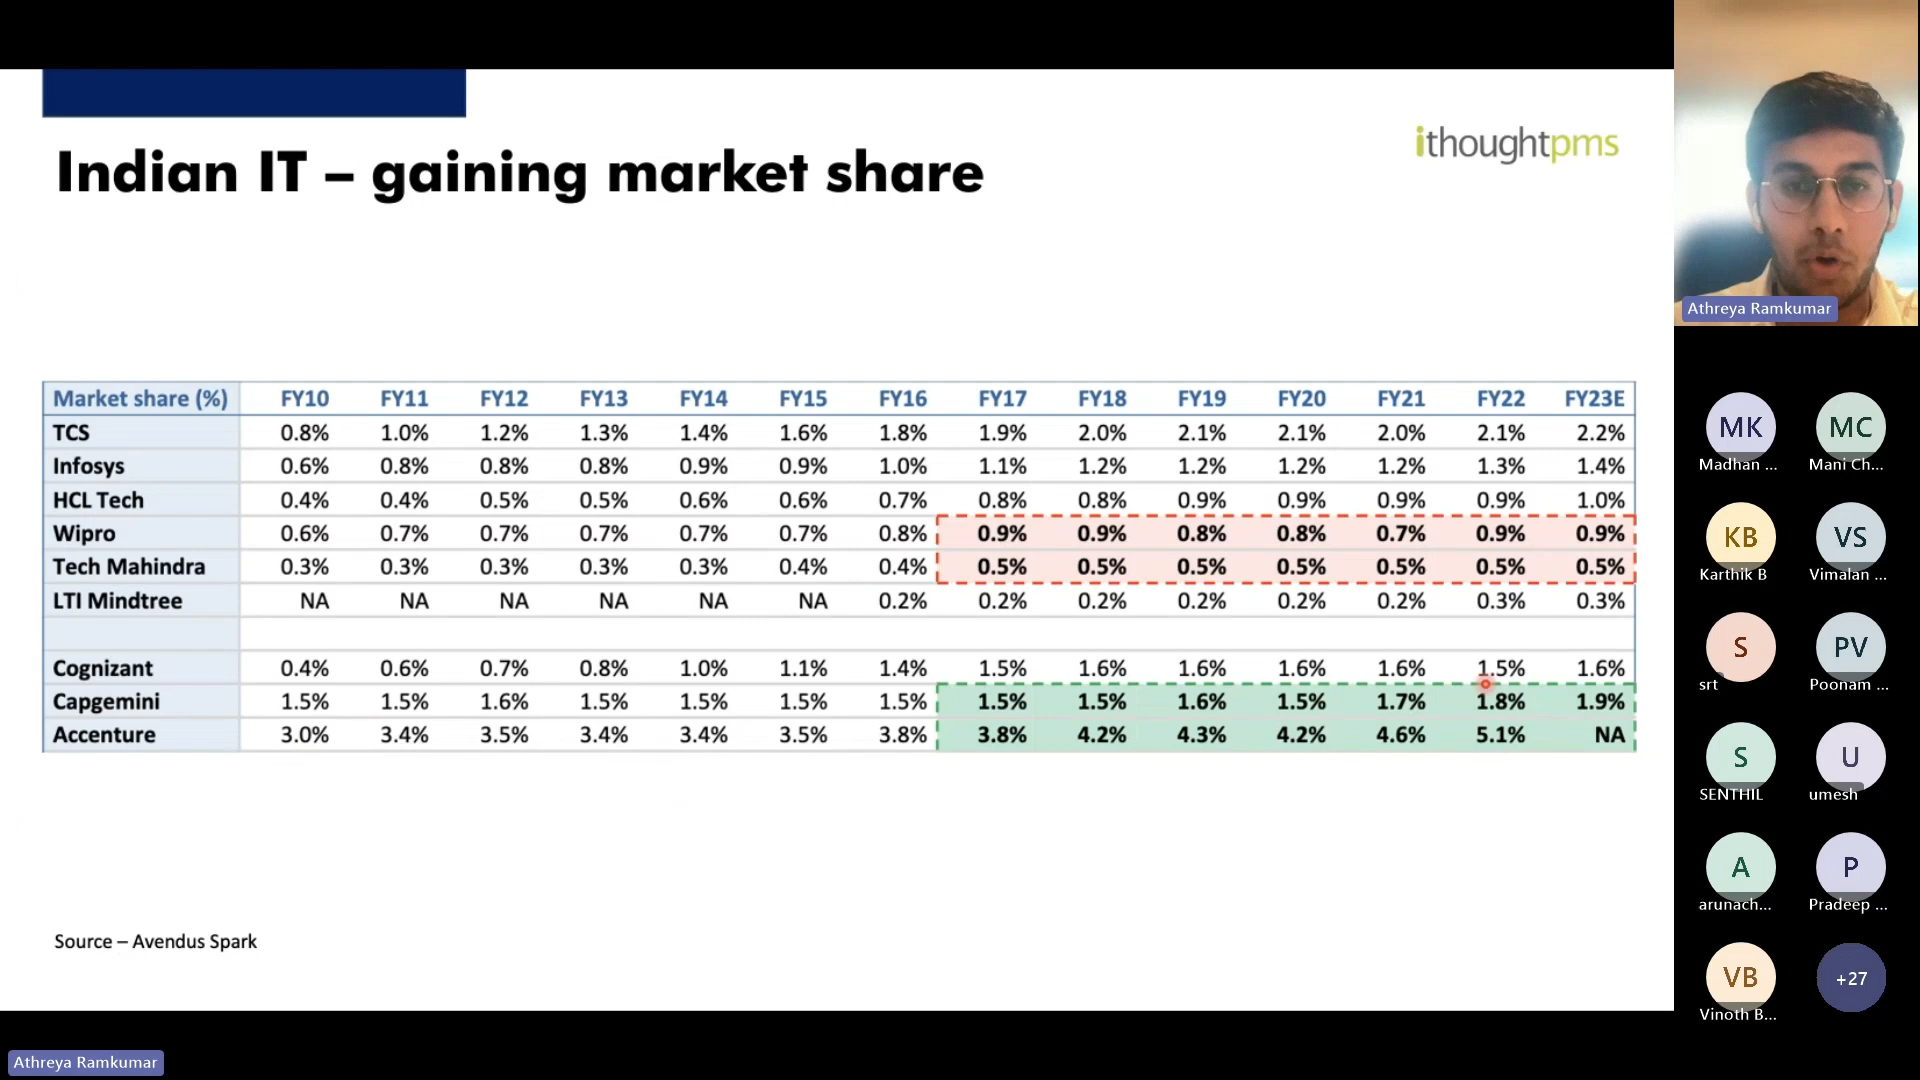 ithoughtpms
Indian IT – gaining market share
Market share (%) FY10 FY11 FY12 FY13 FY14 FY15 FY16 FY17 FY18 FY19 FY20 FY21 FY22 FY23E
TCS 0.8% 1.0% 1.2% 1.3% 1.4% 1.6% 1.8% 1.9% 2.0% 2.1% 2.1% 2.0% 2.1% 2.2%
Infosys 0.6% 0.8% 0.8% 0.8% 0.9% 0.9% 1.0% 1.1% 1.2% 1.2% 1.2% 1.2% 1.3% 1.4%
HCL Tech 0.4% 0.4% 0.5% 0.5% 0.6% 0.6% 0.7% 0.8% 0.8% 0.9% 0.9% 0.9% 0.9% 1.0%
Wipro 0.6% 0.7% 0.7% 0.7% 0.7% 0.7% 0.8% 0.9% 0.9% 0.8% 0.8% 0.7% 0.9% 0.9%
Tech Mahindra 0.3% 0.3% 0.3% 0.3% 0.3% 0.4% 0.4% 0.5% 0.5% 0.5% 0.5% 0.5% 0.5% 0.5%
LTI Mindtree NA NA NA NA NA NA 0.2% 0.2% 0.2% 0.2% 0.2% 0.2% 0.3% 0.3%
Cognizant 0.4% 0.6% 0.7% 0.8% 1.0% 1.1% 1.4% 1.5% 1.6% 1.6% 1.6% 1.6% 1.5% 1.6%
Capgemini 1.5% 1.5% 1.6% 1.5% 1.5% 1.5% 1.5% 1.5% 1.5% 1.6% 1.5% 1.7% 1.8% 1.9%
Accenture 3.0% 3.4% 3.5% 3.4% 3.4% 3.5% 3.8% 3.8% 4.2% 4.3% 4.2% 4.6% 5.1% NA
Source – Avendus Spark
Athreya Ramkumar
Athreya Ramkumar
MK MC
Madhan ... Mani Ch...
KB VS
Karthik B Vimalan ...
S PV
srt Poonam ...
S U
SENTHIL umesh
A P
arunach... Pradeep ...
VB +27
Vinoth B...